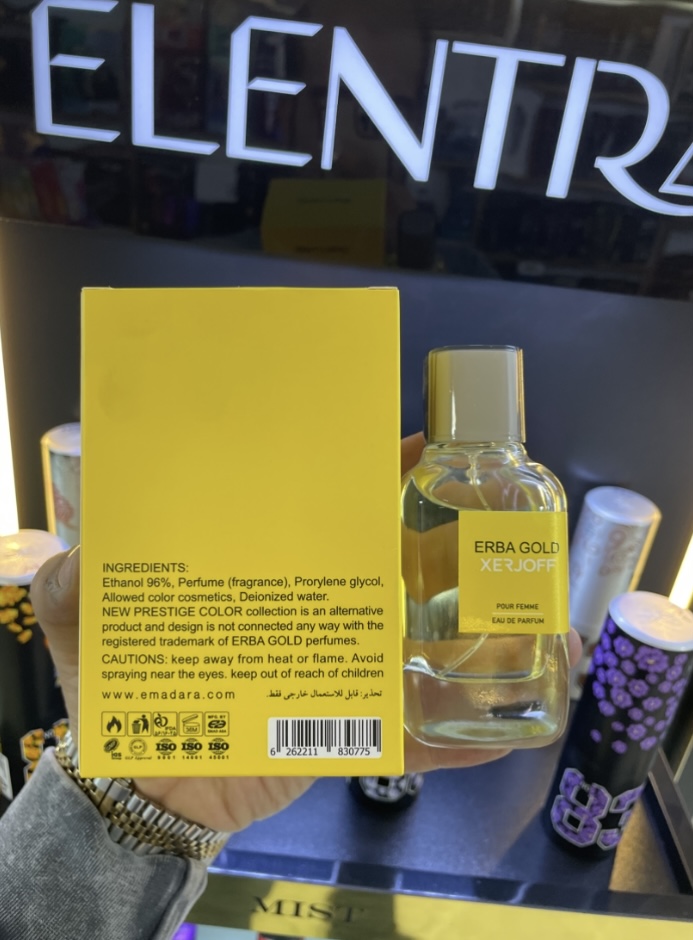 ELENTRA
INGREDIENTS:
Ethanol 96%, Perfume (fragrance), Prorylene glycol,
Allowed color cosmetics, Deionized water.
NEW PRESTIGE COLOR collection is an alternative
product and design is not connected any way with the
registered trademark of ERBA GOLD perfumes.
CAUTIONS: keep away from heat or flame. Avoid
spraying near the eyes. keep out of reach of children
www.emadara.com
تحذير: قابل للاستعمال خارجي فقط.
ISO ISO ISO
9001 14001 45001
6 262211 830775
ERBA GOLD
XERJOFF
POUR FEMME
EAU DE PARFUM
MIST